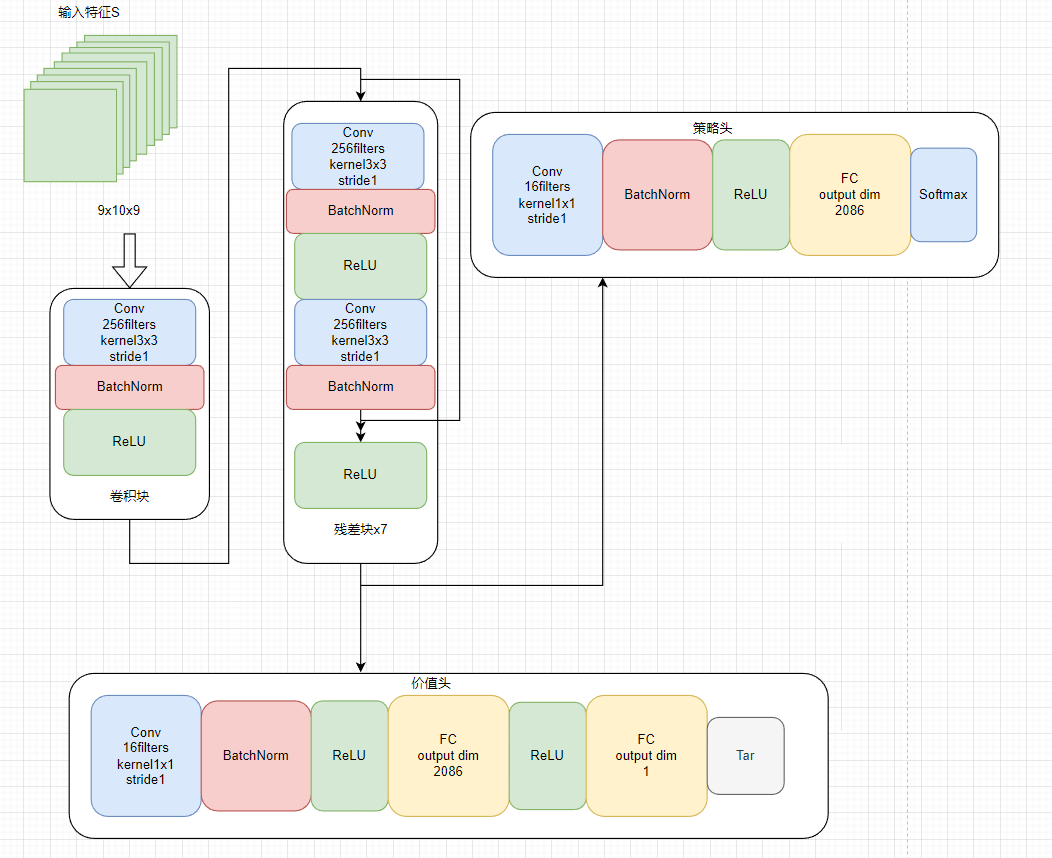 输入特征S
9x10x9
Conv
256filters
kernel3x3
stride1
BatchNorm
ReLU
卷积块
Conv
256filters
kernel3x3
stride1
BatchNorm
ReLU
Conv
256filters
kernel3x3
stride1
BatchNorm
ReLU
残差块x7
策略头
Conv
16filters
kernel1x1
stride1
BatchNorm
ReLU
FC
output dim
2086
Softmax
价值头
Conv
16filters
kernel1x1
stride1
BatchNorm
ReLU
FC
output dim
2086
ReLU
FC
output dim
1
Tar